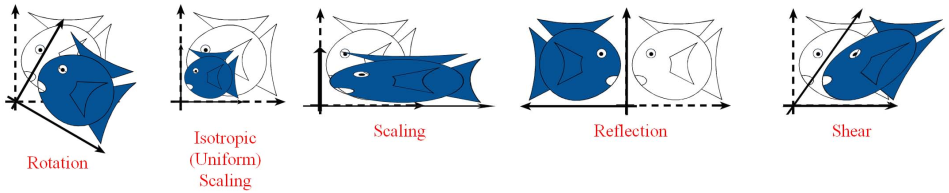 Rotation
Isotropic
(Uniform)
Scaling
Scaling
Reflection
Shear